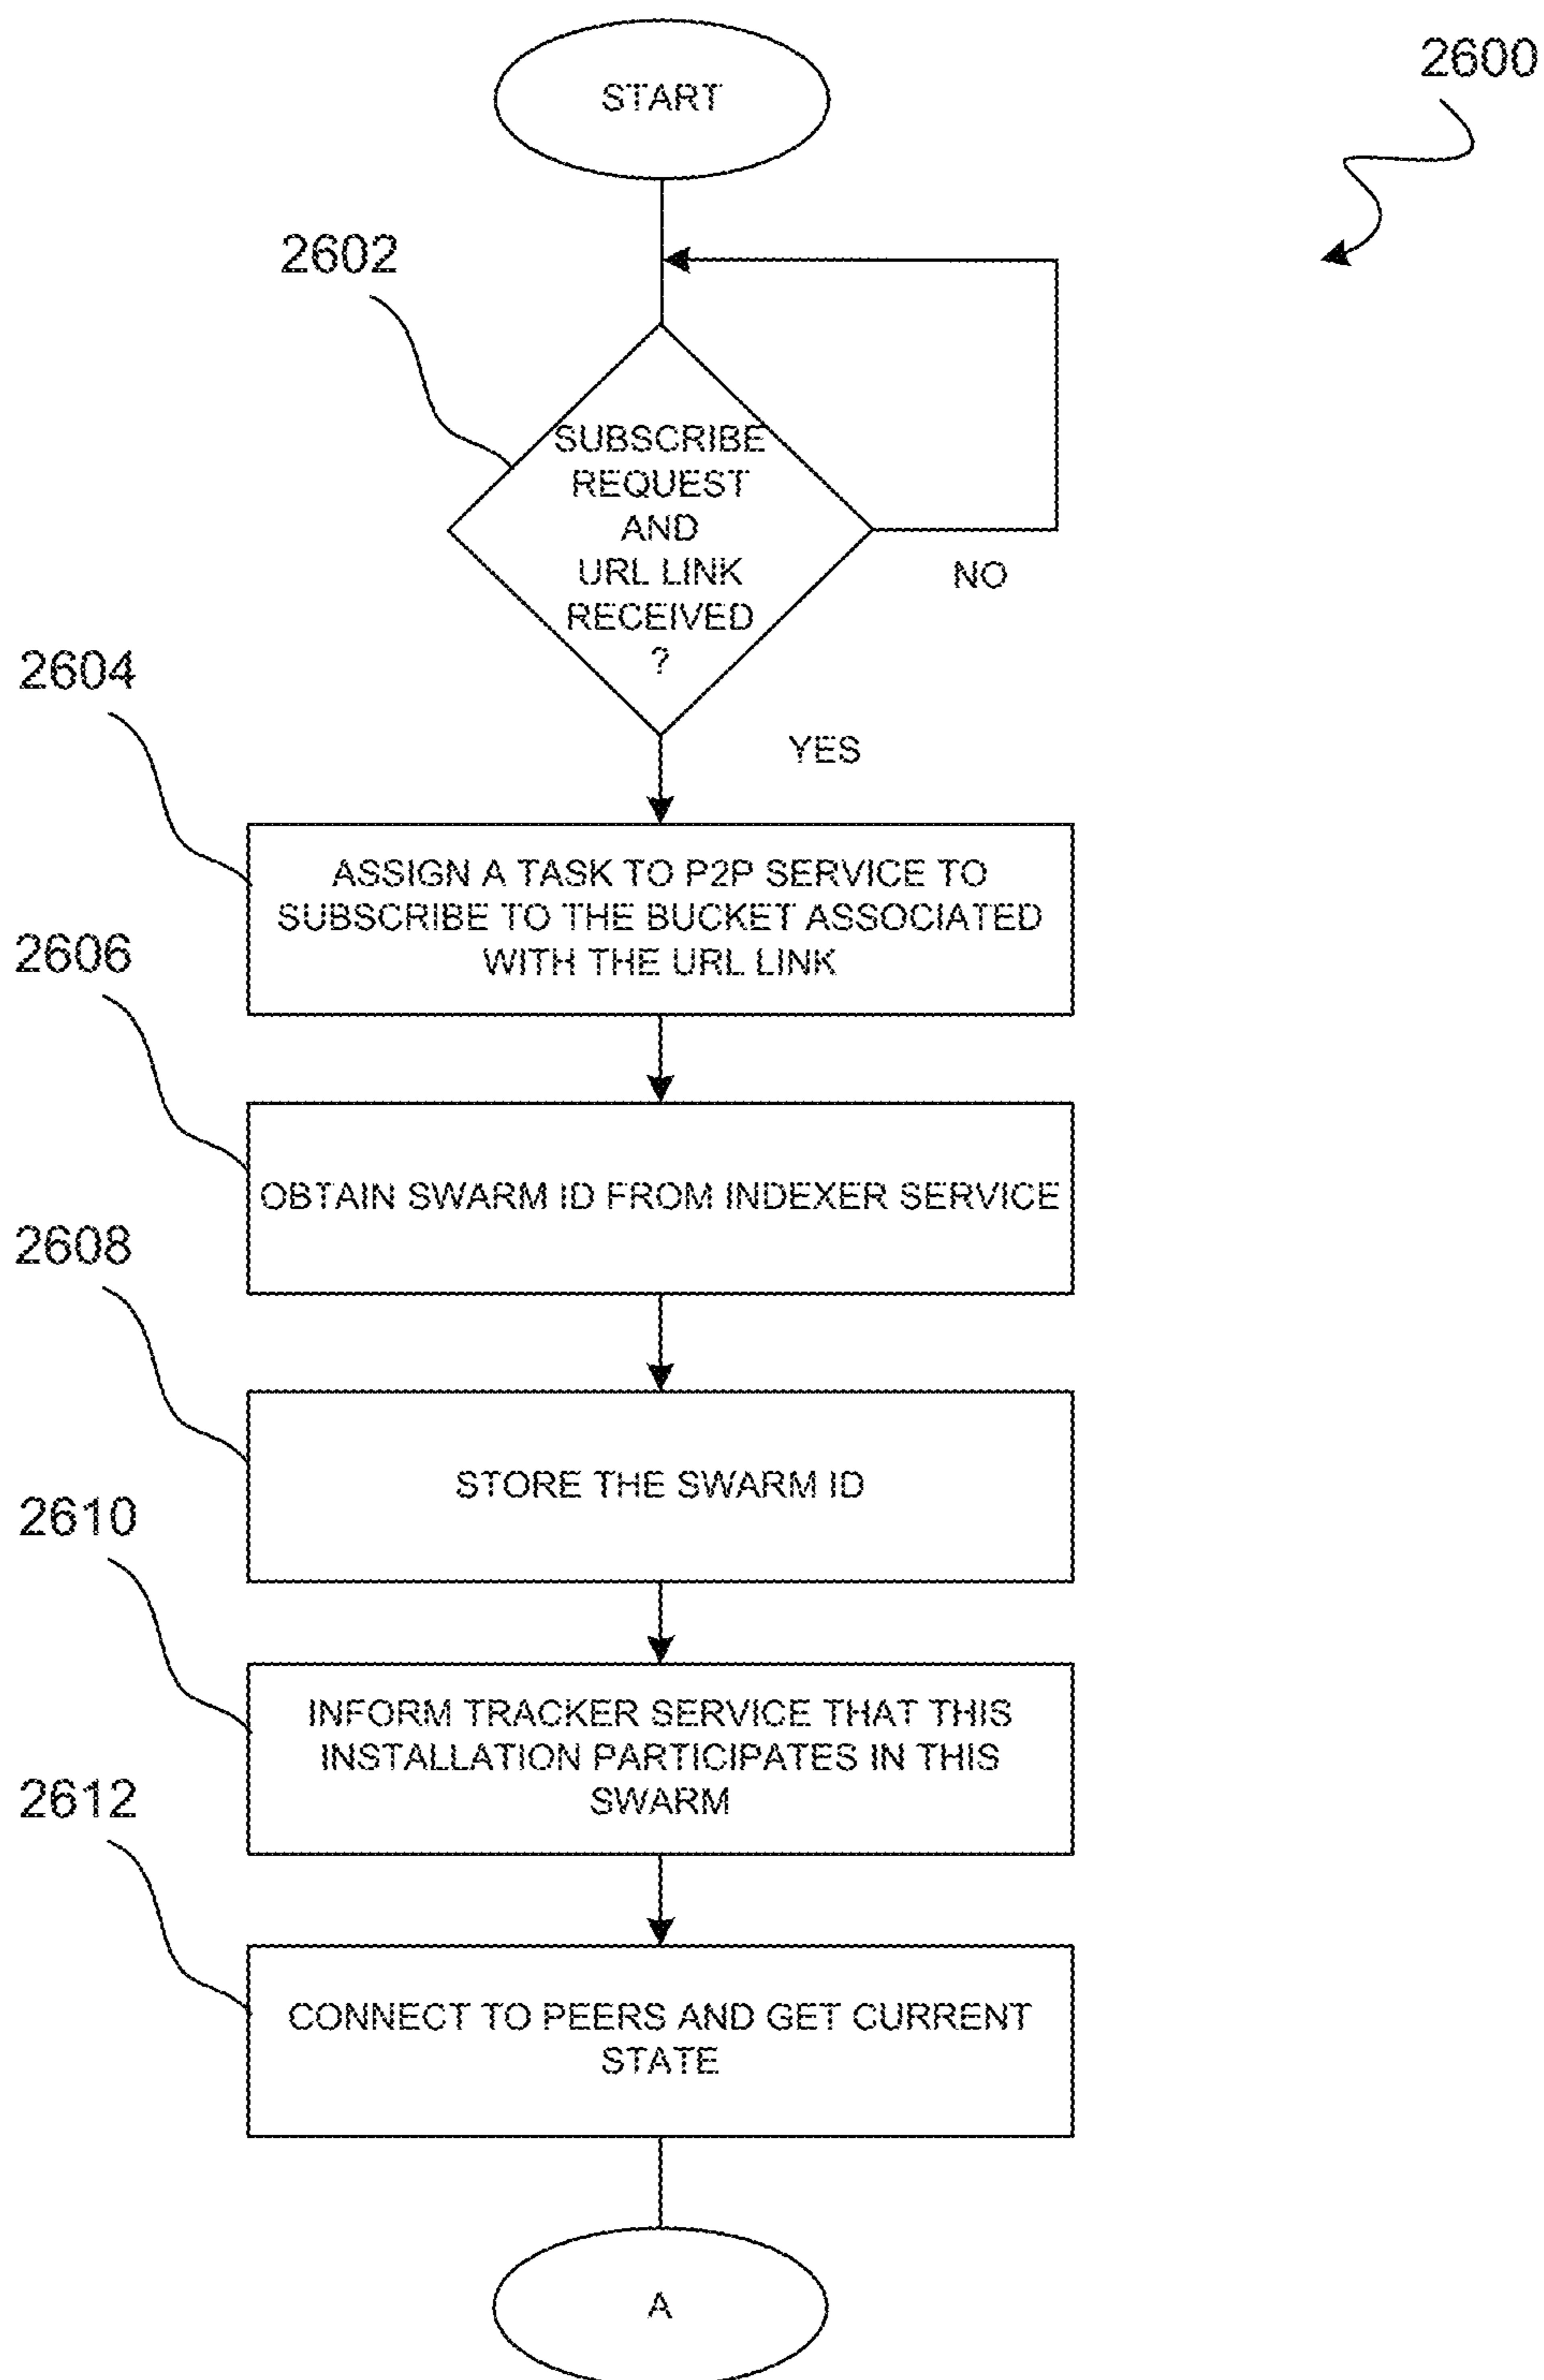 START
2600
2602
SUBSCRIBE
REQUEST
AND
URL LINK
RECEIVED
?
NO
YES
2604
ASSIGN A TASK TO P2P SERVICE TO
SUBSCRIBE TO THE BUCKET ASSOCIATED
WITH THE URL LINK
2606
OBTAIN SWARM ID FROM INDEXER SERVICE
2608
STORE THE SWARM ID
2610
INFORM TRACKER SERVICE THAT THIS
INSTALLATION PARTICIPATES IN THIS
SWARM
2612
CONNECT TO PEERS AND GET CURRENT
STATE
A